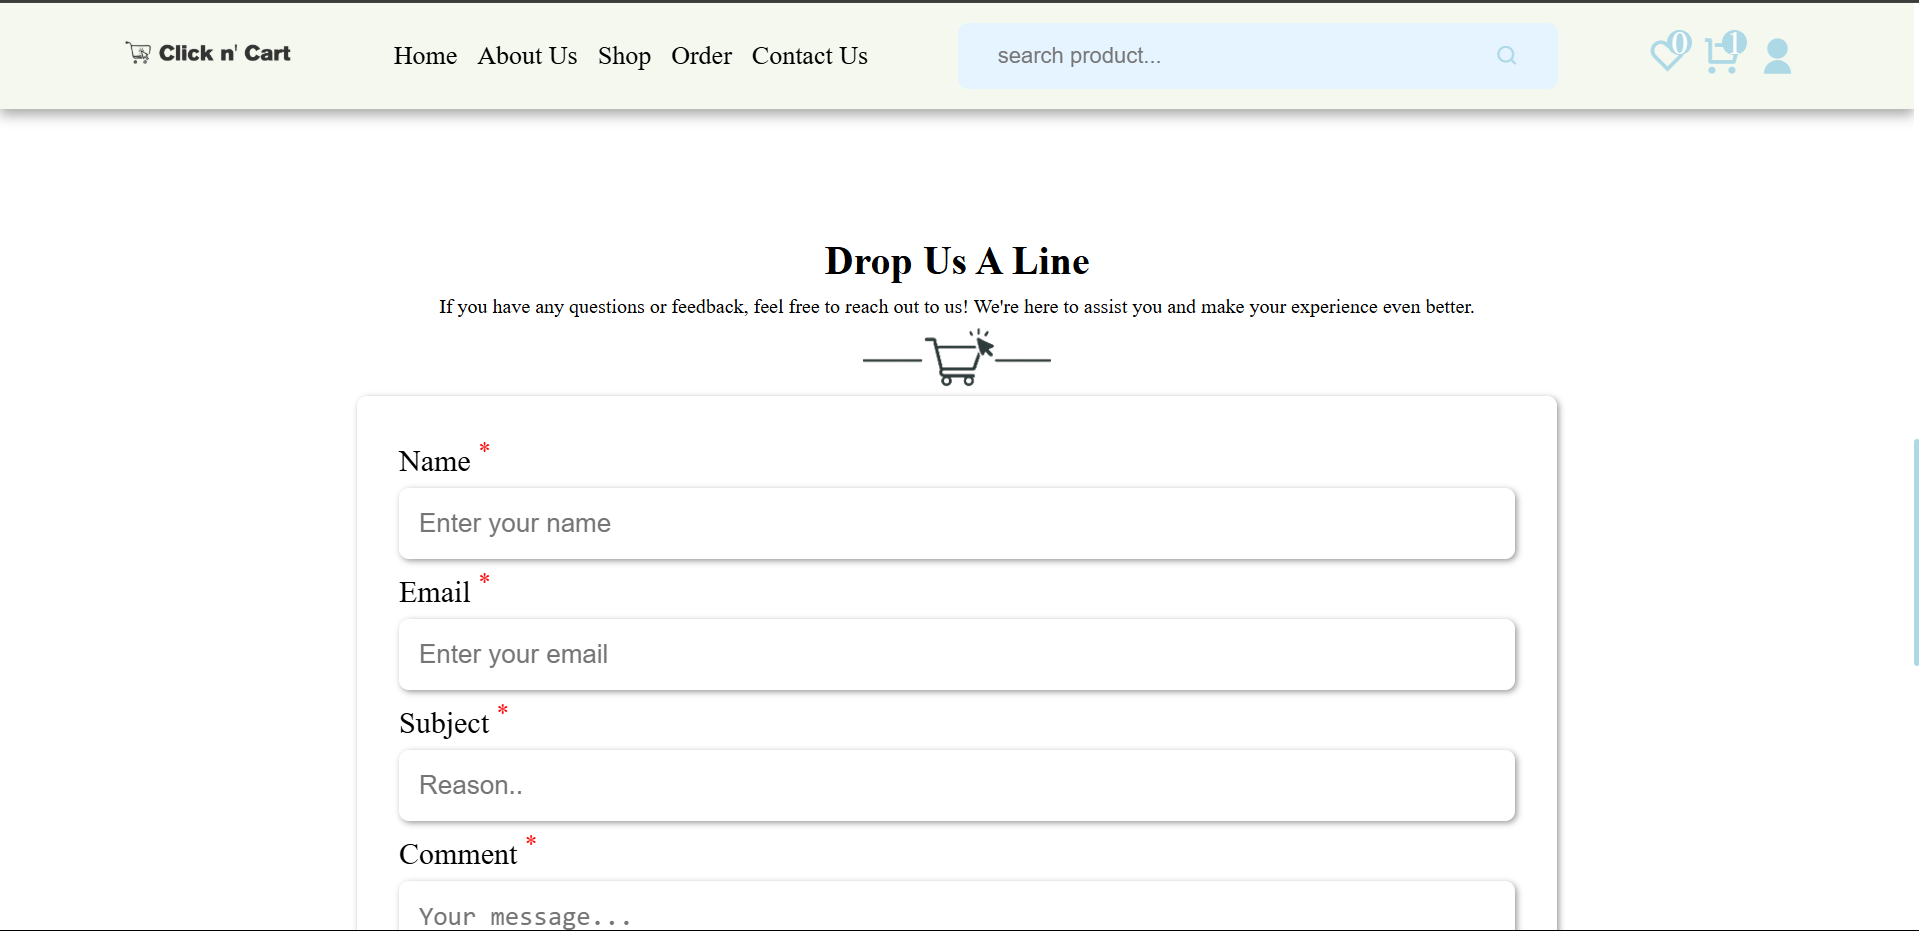 Click n' Cart
Home About Us Shop Order Contact Us
search product...
0 1
Drop Us A Line
If you have any questions or feedback, feel free to reach out to us! We're here to assist you and make your experience even better.
Name *
Enter your name
Email *
Enter your email
Subject *
Reason..
Comment *
Your message...